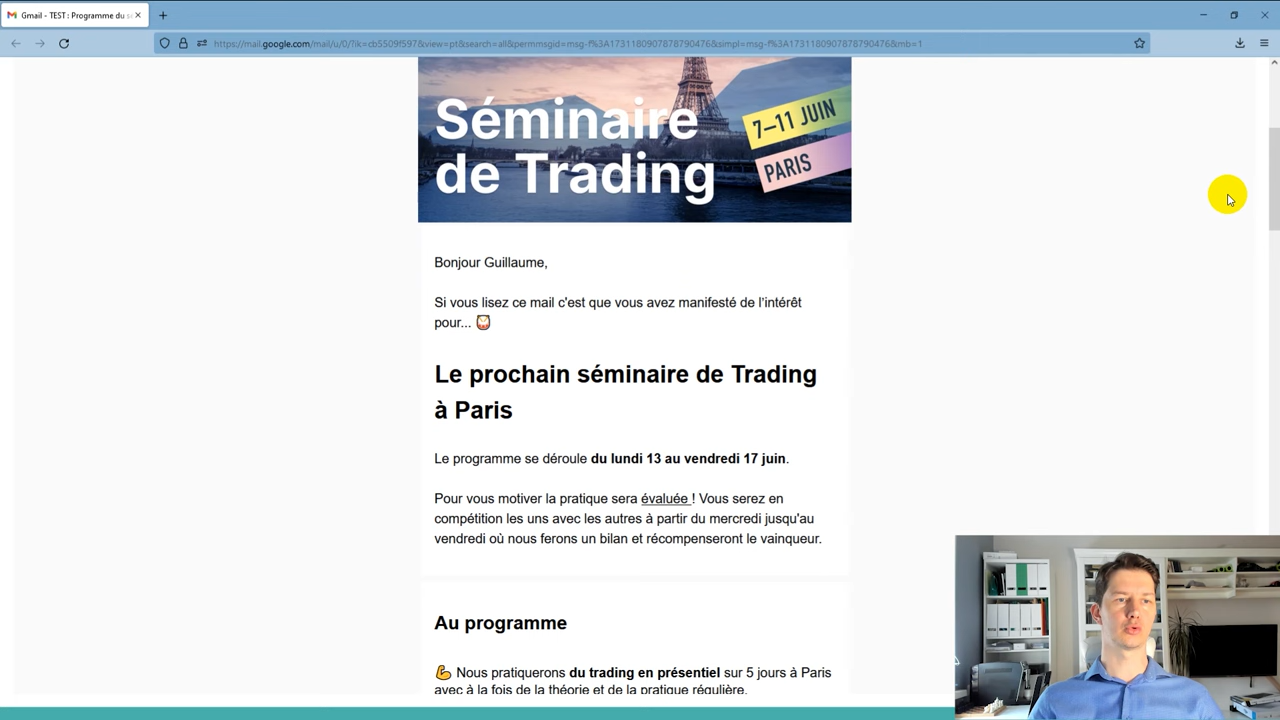 Gmail - TEST : Programme du s
https://mail.google.com/mail/u/0/?ik=cb5509f597&view=pt&search=all&permmsgid=msg-f%3A1731180907878790476&simpl=msg-f%3A1731180907878790476&mb=1
Séminaire
de Trading
7–11 JUIN
PARIS
Bonjour Guillaume,
Si vous lisez ce mail c'est que vous avez manifesté de l'intérêt
pour...
Le prochain séminaire de Trading
à Paris
Le programme se déroule du lundi 13 au vendredi 17 juin.
Pour vous motiver la pratique sera évaluée ! Vous serez en
compétition les uns avec les autres à partir du mercredi jusqu'au
vendredi où nous ferons un bilan et récompenseront le vainqueur.
Au programme
💪 Nous pratiquerons du trading en présentiel sur 5 jours à Paris
avec à la fois de la théorie et de la pratique régulière.